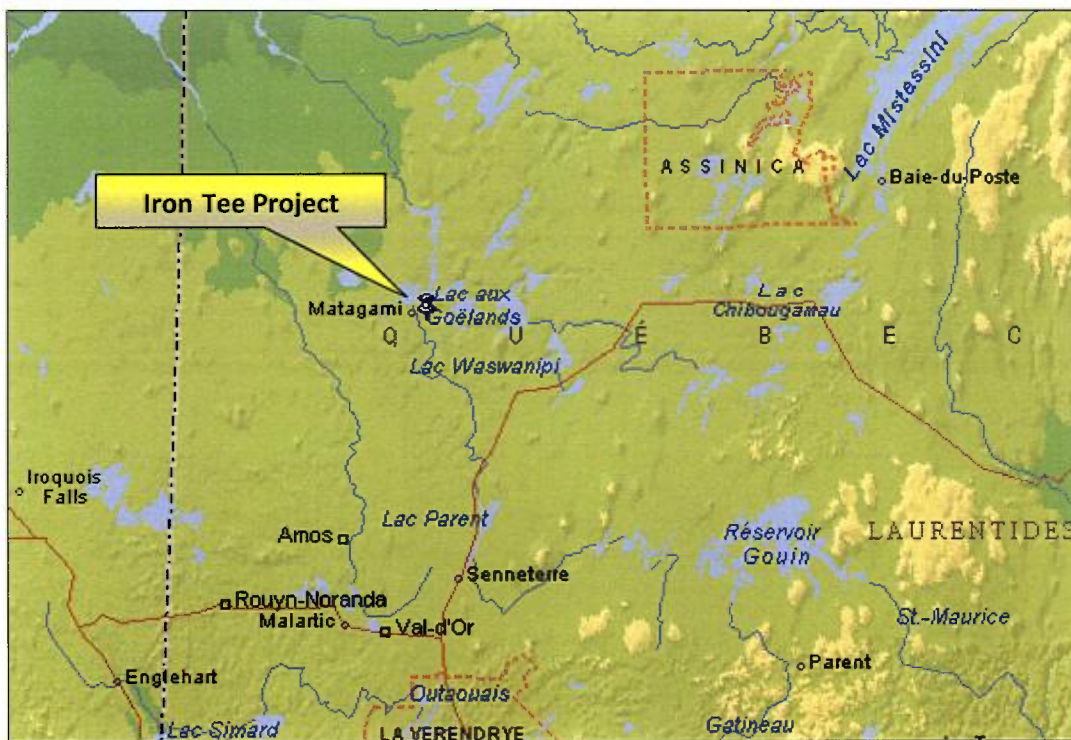 Lac Mistassini
ASSINICA
Baie-du-Poste
Iron Tee Project
Matagami
Lac aux
Goëlands
Lac
Chibougamau
Q U É B E C
Lac Waswanipi
Iroquois
Falls
Lac Parent
Amos
Réservoir
Gouin
LAURENTIDES
Senneterre
Rouyn-Noranda
Malartic
Val-d'Or
St.-Maurice
Parent
Englehart
Outaouais
Lac-Simard
LA VERENDRYE
Gatineau